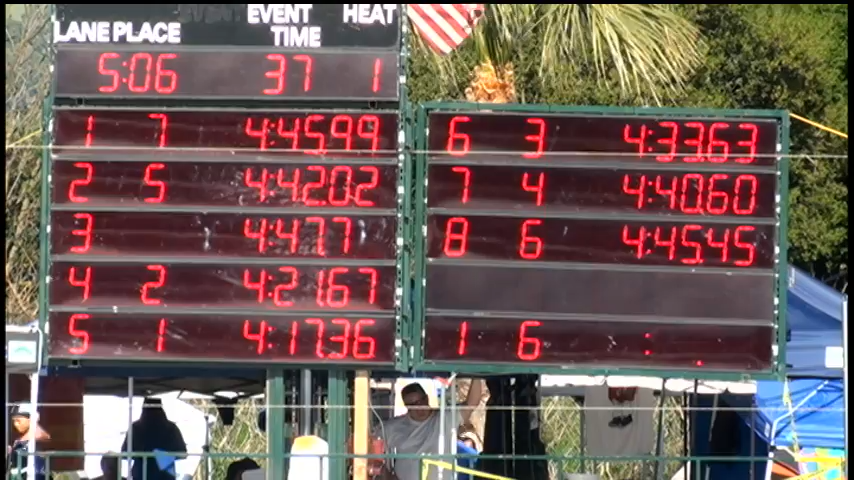 EVENT HEAT
LANE PLACE TIME
5:06 37 1
1 7 4:45.99
2 5 4:42.02
3 4:47.7
4 2 4:21.67
5 1 4:17.36
6 3 4:33.63
7 4 4:40.60
8 6 4:45.45
1 6 : .